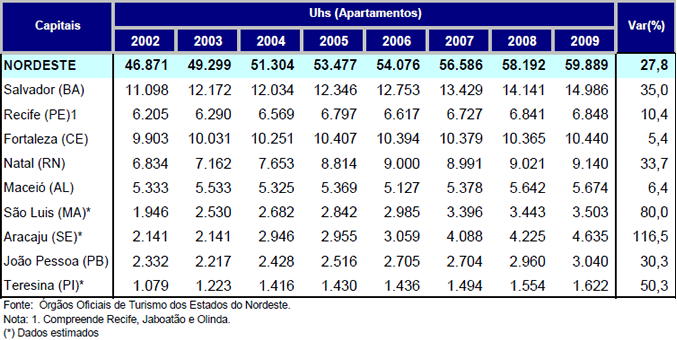 Capitais Uhs (Apartamentos) Var(%)
2002 2003 2004 2005 2006 2007 2008 2009
NORDESTE 46.871 49.299 51.304 53.477 54.076 56.586 58.192 59.889 27,8
Salvador (BA) 11.098 12.172 12.034 12.346 12.753 13.429 14.141 14.986 35,0
Recife (PE)1 6.205 6.290 6.569 6.797 6.617 6.727 6.841 6.848 10,4
Fortaleza (CE) 9.903 10.031 10.251 10.407 10.394 10.379 10.365 10.440 5,4
Natal (RN) 6.834 7.162 7.653 8.814 9.000 8.991 9.021 9.140 33,7
Maceió (AL) 5.333 5.533 5.325 5.369 5.127 5.378 5.642 5.674 6,4
São Luis (MA)* 1.946 2.530 2.682 2.842 2.985 3.396 3.443 3.503 80,0
Aracaju (SE)* 2.141 2.141 2.946 2.955 3.059 4.088 4.225 4.635 116,5
João Pessoa (PB) 2.332 2.217 2.428 2.516 2.705 2.704 2.960 3.040 30,3
Teresina (PI)* 1.079 1.223 1.416 1.430 1.436 1.494 1.554 1.622 50,3
Fonte: Órgãos Oficiais de Turismo dos Estados do Nordeste.
Nota: 1. Compreende Recife, Jaboatão e Olinda.
(*) Dados estimados